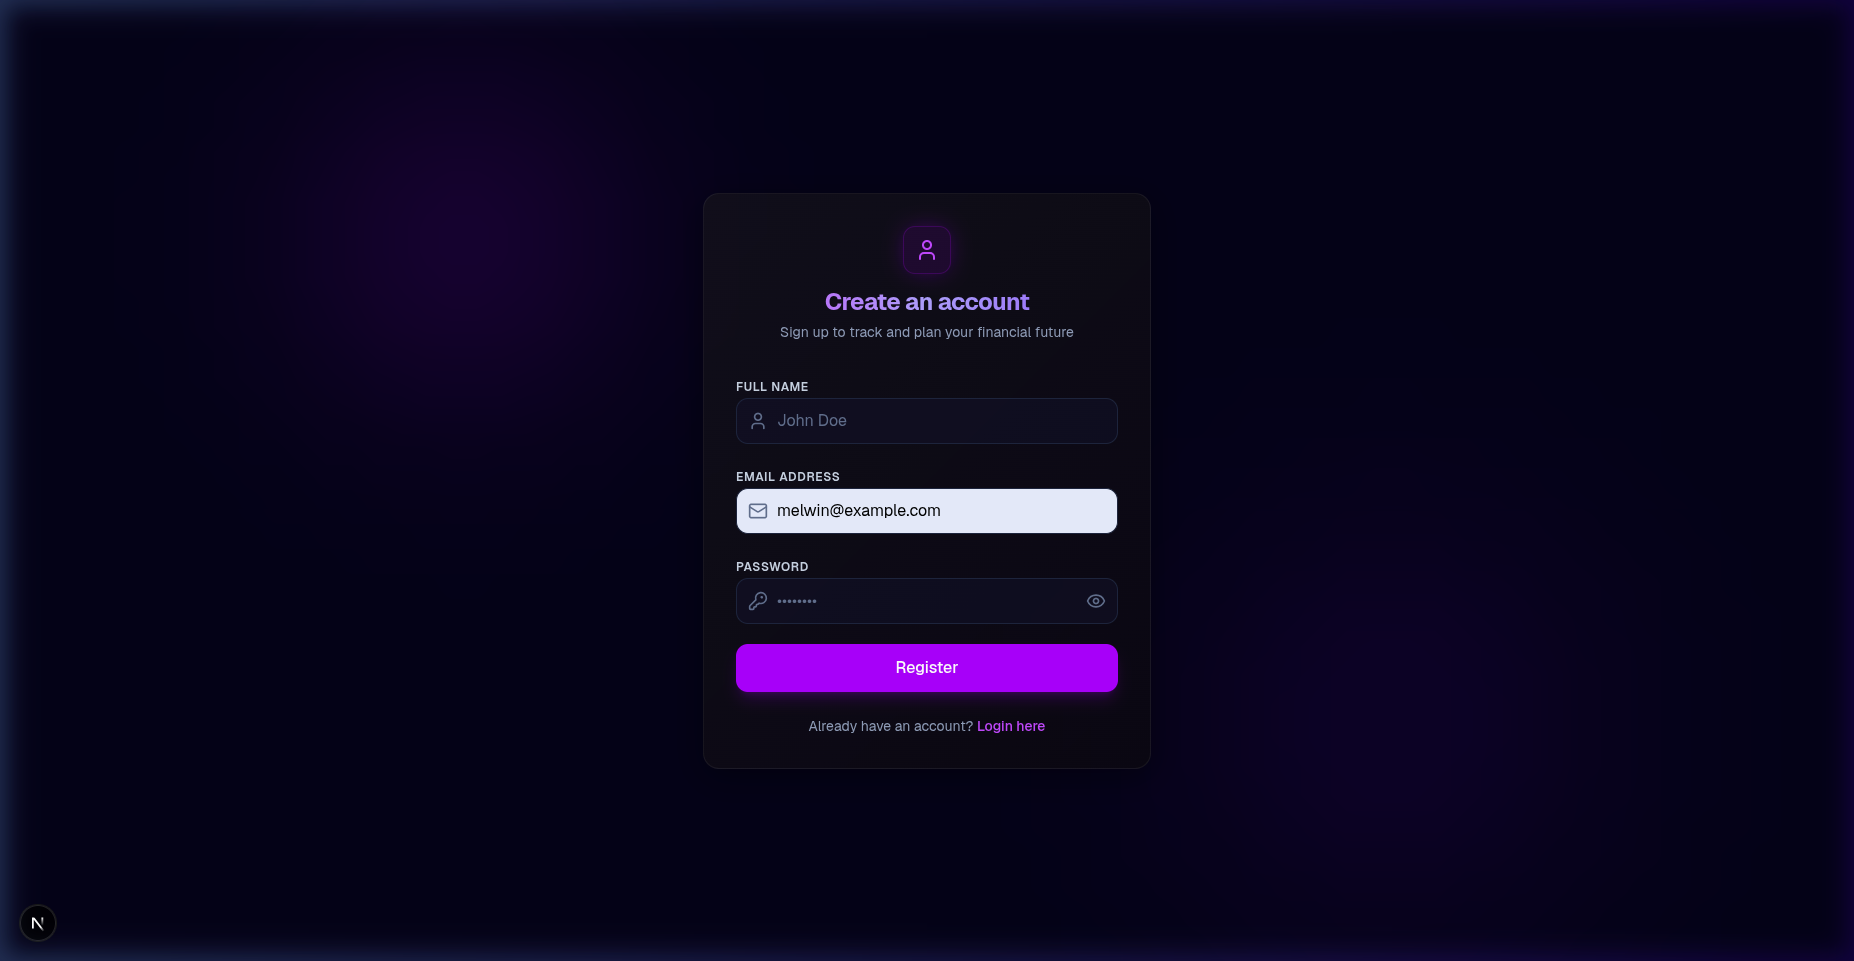 Create an account
Sign up to track and plan your financial future
FULL NAME
John Doe
EMAIL ADDRESS
melwin@example.com
PASSWORD
••••••••
Register
Already have an account? Login here
N